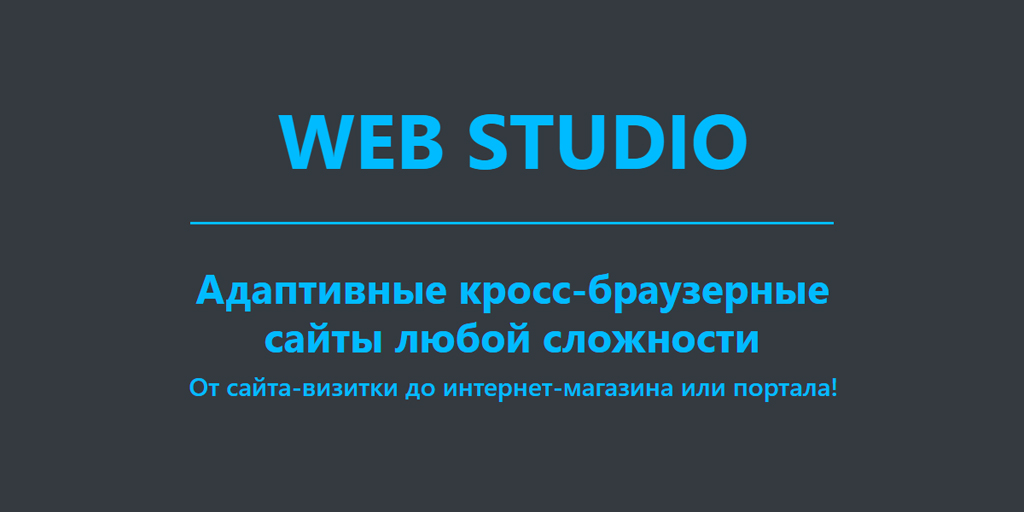 WEB STUDIO
Адаптивные кросс-браузерные
сайты любой сложности
От сайта-визитки до интернет-магазина или портала!